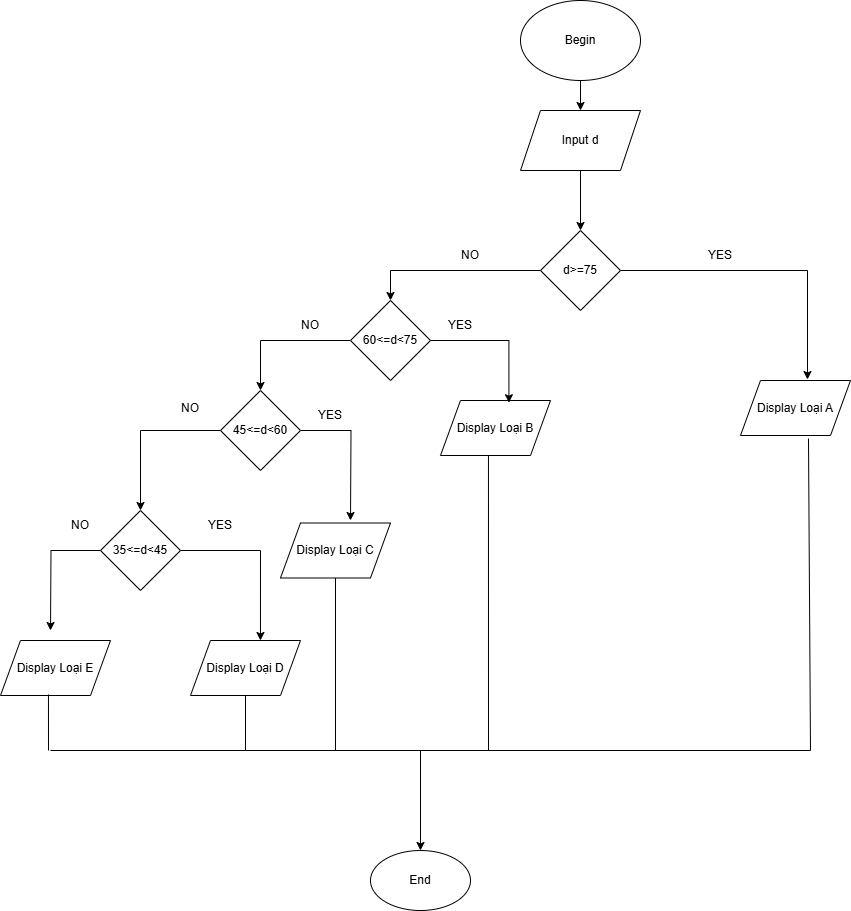 Begin
Input d
NO
d>=75
YES
NO
60<=d<75
YES
NO
45<=d<60
YES
Display Loại A
Display Loại B
NO
35<=d<45
YES
Display Loại C
Display Loại E
Display Loại D
End